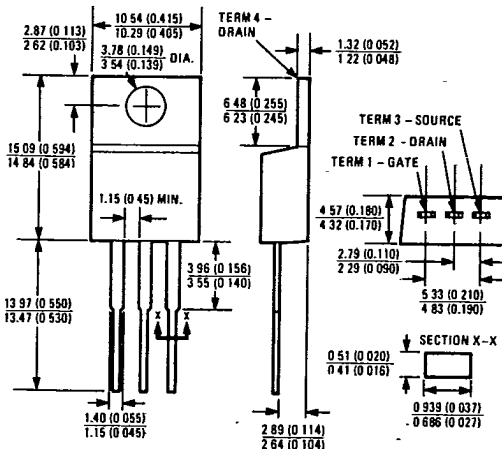 10 54 (0.415)
10.29 (0 405)
2.87 (0 113)
2 62 (0.103)
3.78 (0.149)
3 54 (0.139)
DIA.
TERM 4 -
DRAIN
1.32 (0 052)
1 22 (0 048)
6 48 (0 255)
6 23 (0 245)
15 09 (0 594)
14 84 (0 584)
1.15 (0 45) MIN.
TERM 3 - SOURCE
TERM 2 - DRAIN
TERM 1 - GATE
4 57 (0.180)
4 32 (0.170)
2.79 (0.110)
2 29 (0 090)
5 33 (0 210)
4 83 (0.190)
3 96 (0 156)
3 55 (0 140)
13 97 (0 550)
13.47 (0 530)
X X
SECTION X-X
0 51 (0 020)
0 41 (0 016)
0 939 (0 037)
0 686 (0 027)
1.40 (0 055)
1 15 (0 045)
2 89 (0 114)
2 64 (0 104)